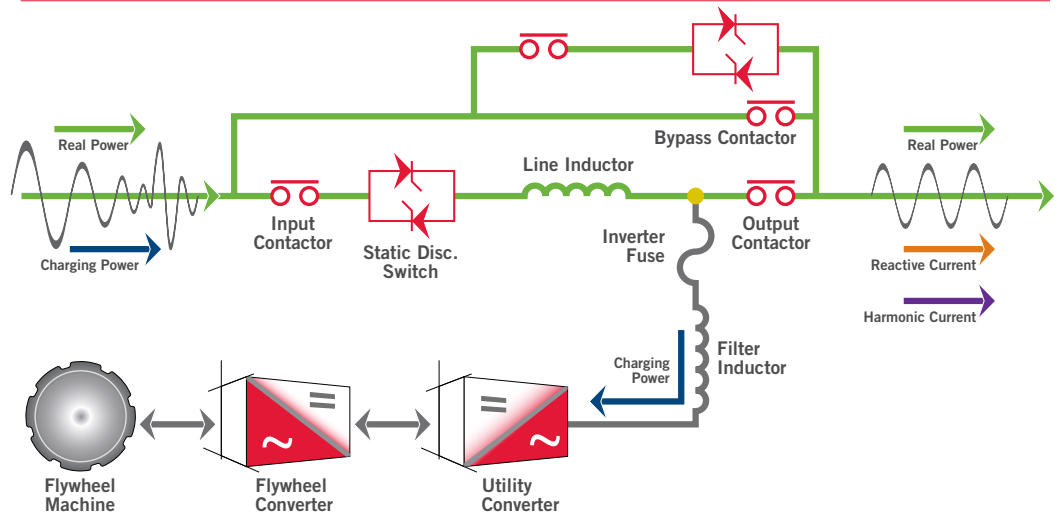 Real Power
Charging Power
Input
Contactor
Static Disc.
Switch
Line Inductor
Bypass Contactor
Output
Contactor
Inverter
Fuse
Real Power
Reactive Current
Harmonic Current
Charging
Power
Filter
Inductor
Flywheel
Machine
Flywheel
Converter
Utility
Converter